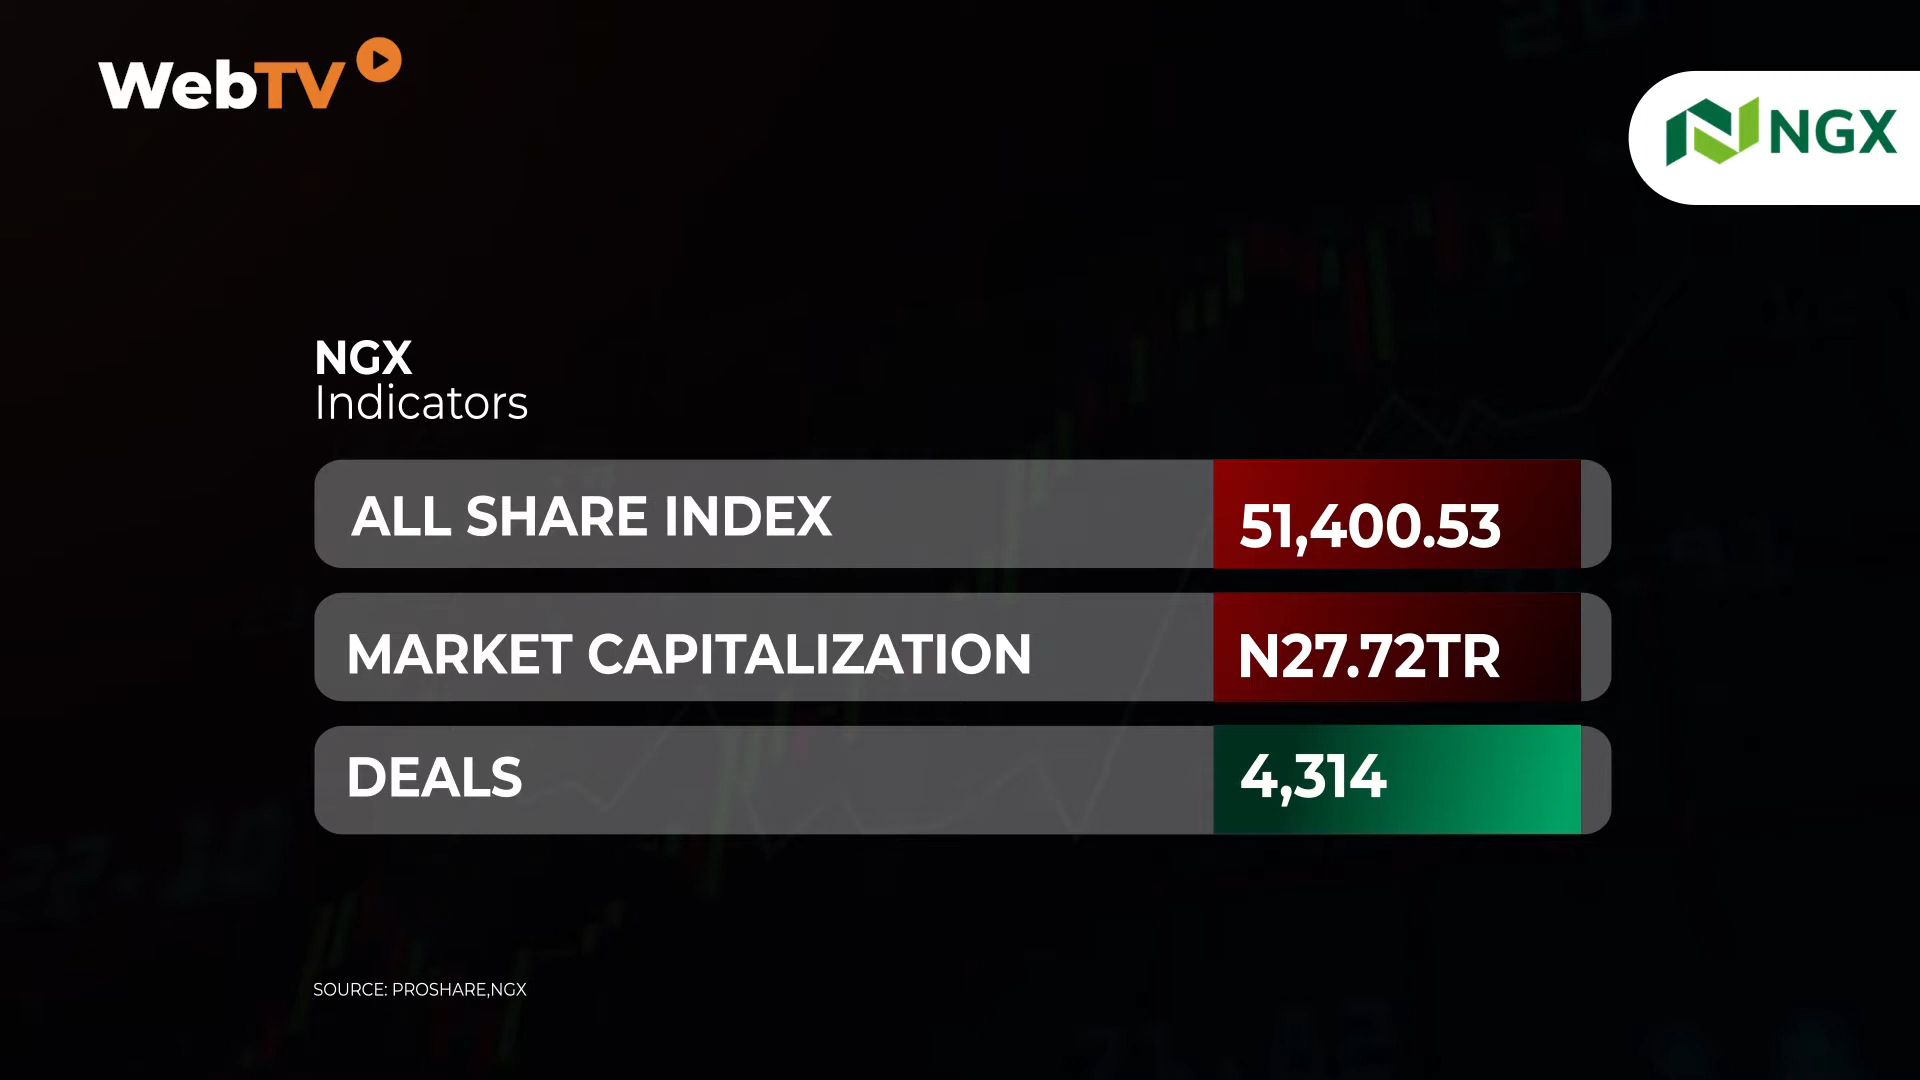 WebTV
NGX
NGX
Indicators
ALL SHARE INDEX 51,400.53
MARKET CAPITALIZATION N27.72TR
DEALS 4,314
SOURCE: PROSHARE,NGX